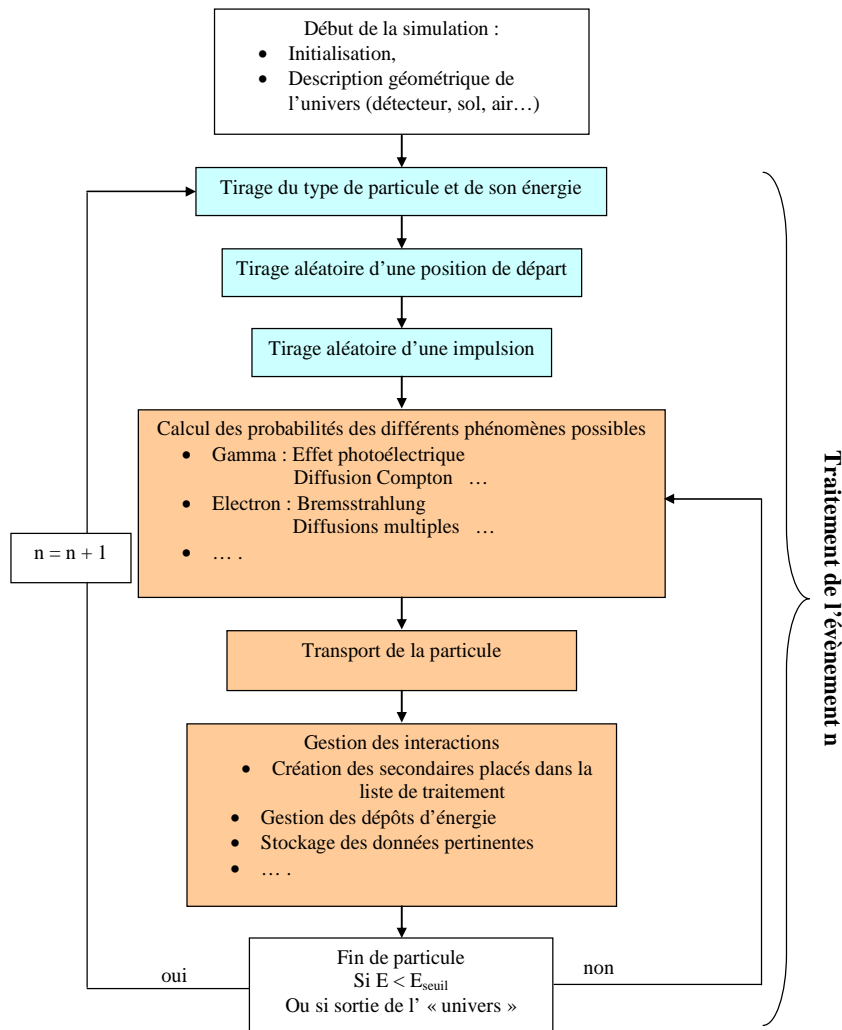 Début de la simulation :
• Initialisation,
• Description géométrique de
l’univers (détecteur, sol, air…)
Tirage du type de particule et de son énergie
Tirage aléatoire d’une position de départ
Tirage aléatoire d’une impulsion
Calcul des probabilités des différents phénomènes possibles
• Gamma : Effet photoélectrique
Diffusion Compton …
• Electron : Bremsstrahlung
Diffusions multiples …
• … .
n = n + 1
Transport de la particule
Gestion des interactions
• Création des secondaires placés dans la
liste de traitement
• Gestion des dépôts d’énergie
• Stockage des données pertinentes
• … .
Fin de particule
Si E < Eseuil
Ou si sortie de l’ « univers »
oui
non
Traitement de l’évènement n